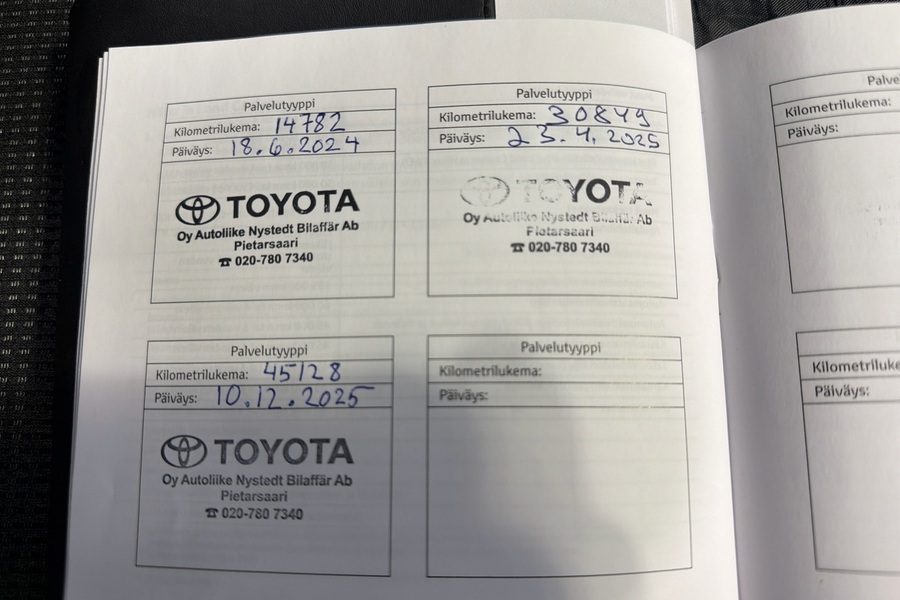 Palvelutyyppi
Kilometrilukema: 14782
Päiväys: 18.6.2024
TOYOTA
Oy Autoliike Nystedt Bilaffär Ab
Pietarsaari
☎ 020-780 7340
Palvelutyyppi
Kilometrilukema: 30849
Päiväys: 23.4.2025
TOYOTA
Oy Autoliike Nystedt Bilaffär Ab
Pietarsaari
☎ 020-780 7340
Palvelutyyppi
Kilometrilukema: 45128
Päiväys: 10.12.2025
TOYOTA
Oy Autoliike Nystedt Bilaffär Ab
Pietarsaari
☎ 020-780 7340
Palvelutyyppi
Kilometrilukema:
Päiväys:
Palve
Kilometrilukema:
Päiväys:
Kilometriluke
Päiväys: